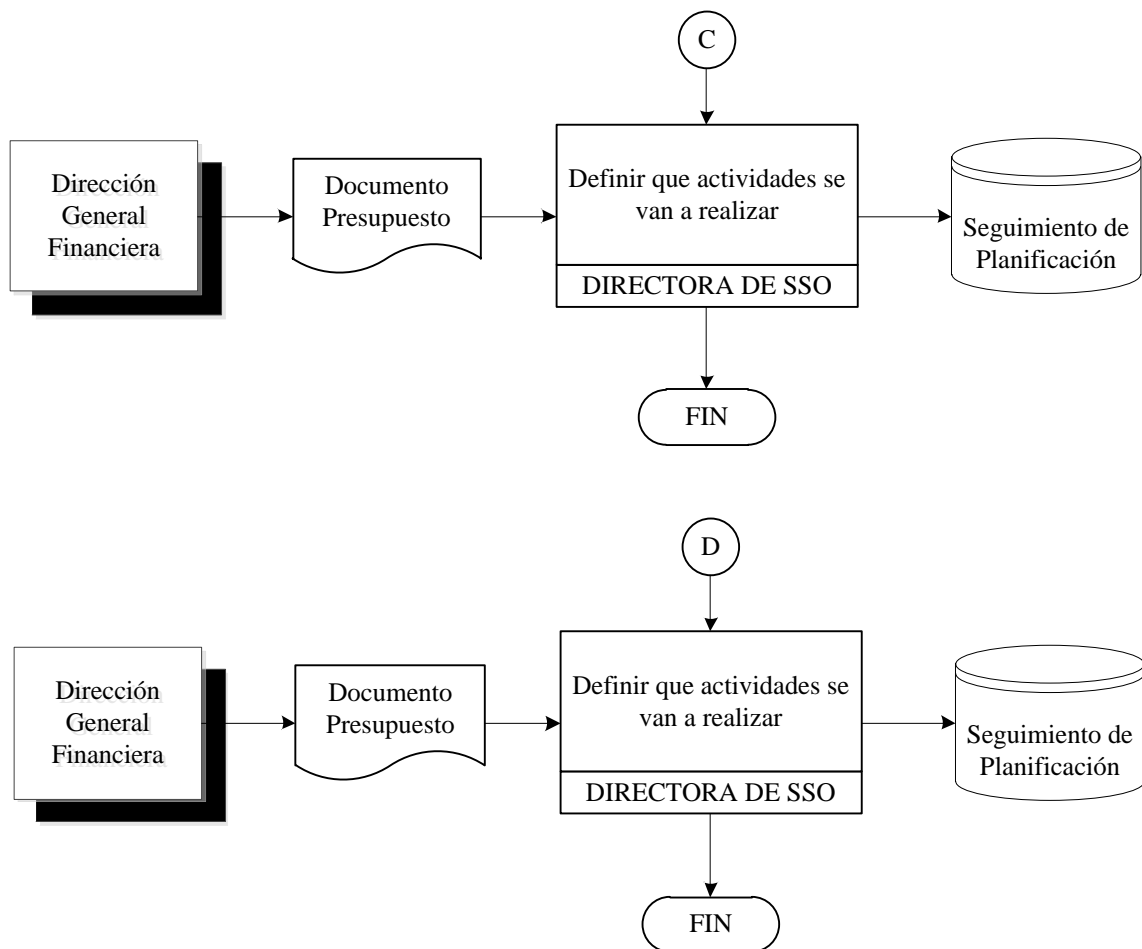 C
Dirección
General
Financiera
Documento
Presupuesto
Definir que actividades se
van a realizar
DIRECTORA DE SSO
Seguimiento de
Planificación
FIN
D
Dirección
General
Financiera
Documento
Presupuesto
Definir que actividades se
van a realizar
DIRECTORA DE SSO
Seguimiento de
Planificación
FIN